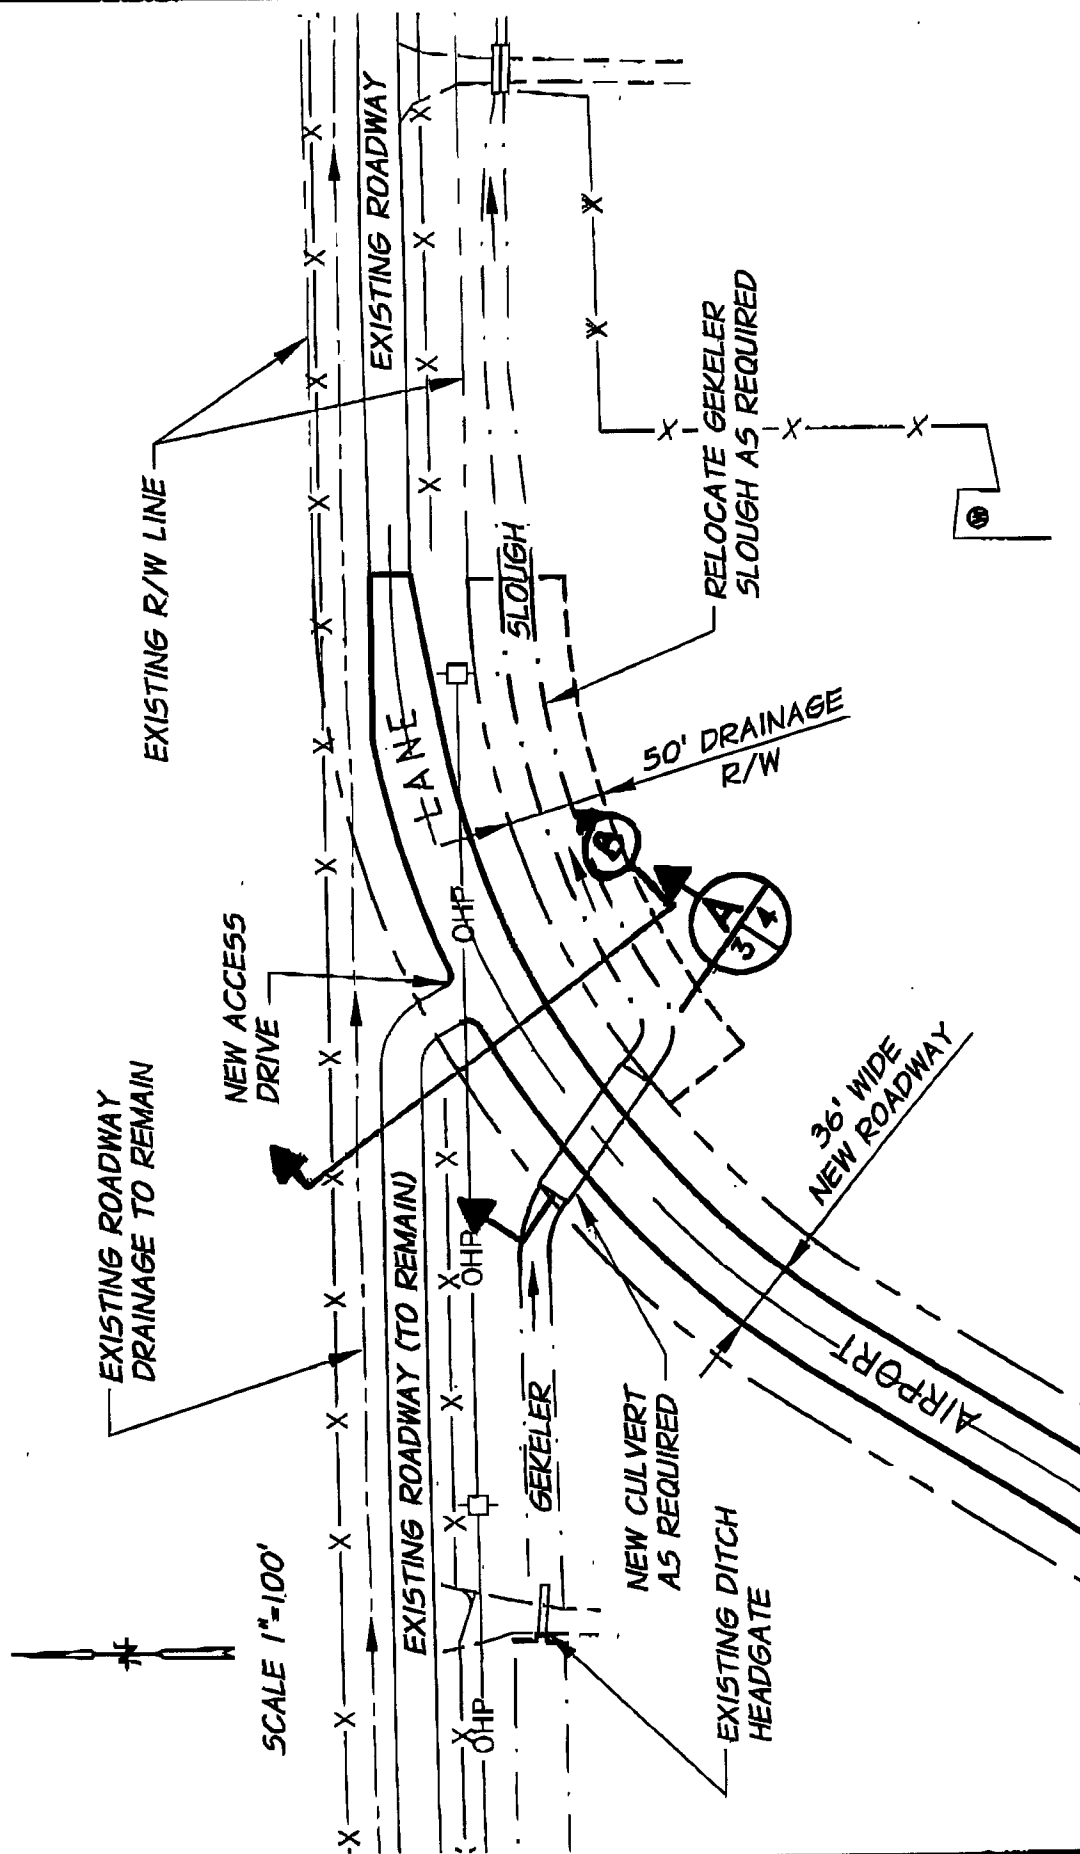 SCALE 1"=100'
EXISTING ROADWAY
DRAINAGE TO REMAIN
NEW ACCESS
DRIVE
EXISTING R/W LINE
EXISTING ROADWAY (TO REMAIN)
EXISTING ROADWAY
LANE
OHP
OHP
OHP
GEKELER
SLOUGH
EXISTING DITCH
HEADGATE
NEW CULVERT
AS REQUIRED
AIRPORT
36' WIDE
NEW ROADWAY
A
3
4
B
50' DRAINAGE
R/W
RELOCATE GEKELER
SLOUGH AS REQUIRED
W